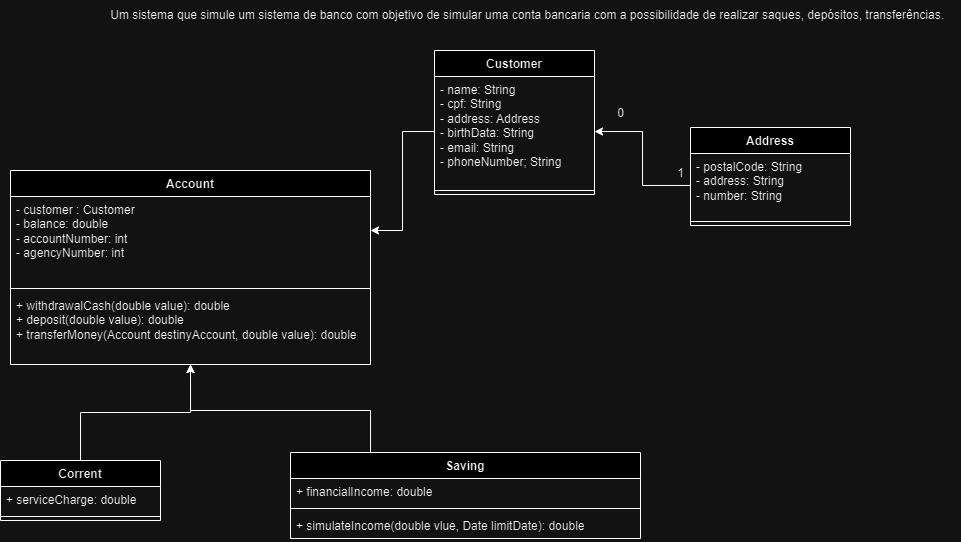 Um sistema que simule um sistema de banco com objetivo de simular uma conta bancaria com a possibilidade de realizar saques, depósitos, transferências.
Customer
- name: String
- cpf: String
- address: Address
- birthData: String
- email: String
- phoneNumber; String
0
1
Address
- postalCode: String
- address: String
- number: String
Account
- customer : Customer
- balance: double
- accountNumber: int
- agencyNumber: int
+ withdrawalCash(double value): double
+ deposit(double value): double
+ transferMoney(Account destinyAccount, double value): double
Corrent
+ serviceCharge: double
Saving
+ financialIncome: double
+ simulateIncome(double vlue, Date limitDate): double